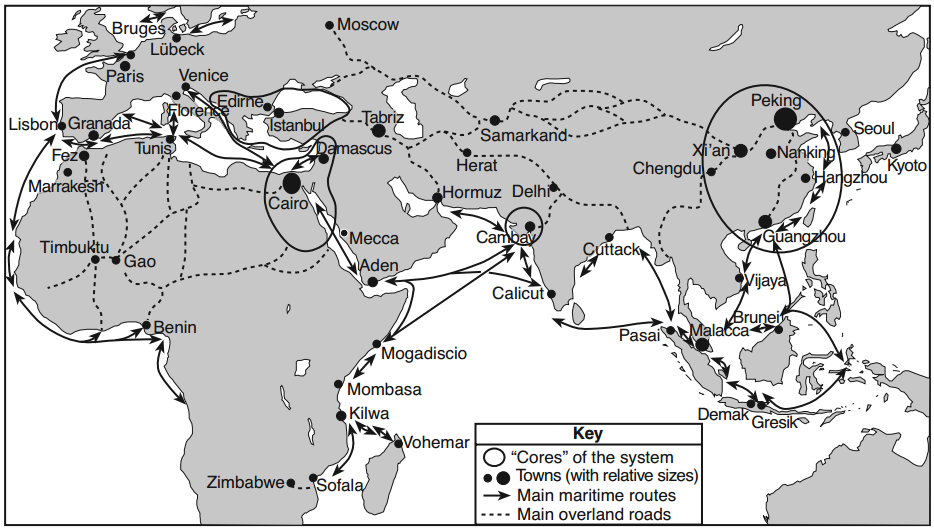 Moscow
Bruges
Lübeck
Paris
Venice
Florence
Edirne
Istanbul
Tabriz
Samarkand
Peking
Seoul
Lisbon
Granada
Tunis
Damascus
Herat
Xi'an
Nanking
Chengdu
Kyoto
Fez
Marrakesh
Cairo
Hormuz
Delhi
Hangzhou
Mecca
Cambay
Guangzhou
Timbuktu
Gao
Aden
Cuttack
Calicut
Vijaya
Benin
Mogadiscio
Pasai
Malacca
Brunei
Mombasa
Kilwa
Demak
Gresik
Vohemar
Zimbabwe
Sofala
Key
"Cores" of the system
Towns (with relative sizes)
Main maritime routes
Main overland roads